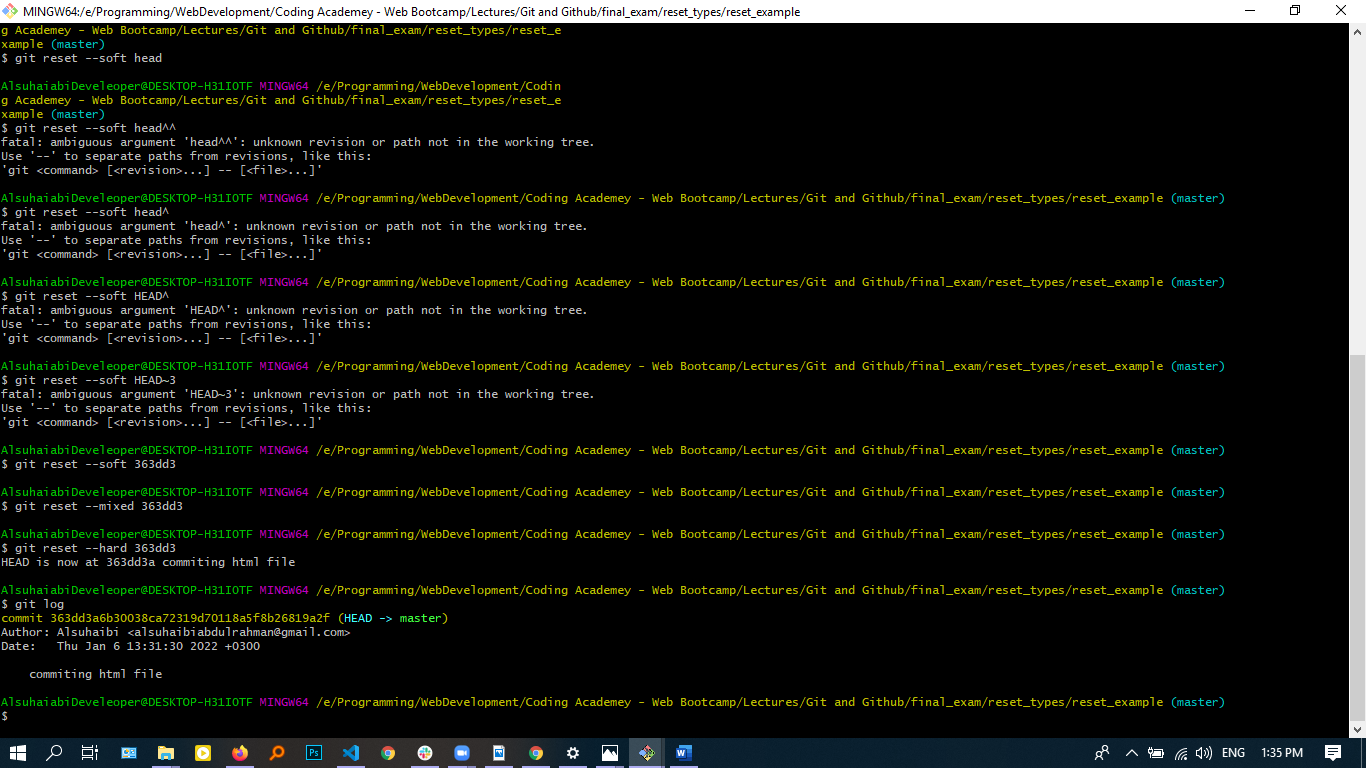 MINGW64:/e/Programming/WebDevelopment/Coding Academey - Web Bootcamp/Lectures/Git and Github/final_exam/reset_types/reset_example
g Academey - Web Bootcamp/Lectures/Git and Github/final_exam/reset_types/reset_e
xample (master)
$ git reset --soft head
AlsuhaiabiDeveleoper@DESKTOP-H31IOTF MINGW64 /e/Programming/WebDevelopment/Codin
g Academey - Web Bootcamp/Lectures/Git and Github/final_exam/reset_types/reset_e
xample (master)
$ git reset --soft head^^
fatal: ambiguous argument 'head^^': unknown revision or path not in the working tree.
Use '--' to separate paths from revisions, like this:
'git <command> [<revision>...] -- [<file>...]'
AlsuhaiabiDeveleoper@DESKTOP-H31IOTF MINGW64 /e/Programming/WebDevelopment/Coding Academey - Web Bootcamp/Lectures/Git and Github/final_exam/reset_types/reset_example (master)
$ git reset --soft head^
fatal: ambiguous argument 'head^': unknown revision or path not in the working tree.
Use '--' to separate paths from revisions, like this:
'git <command> [<revision>...] -- [<file>...]'
AlsuhaiabiDeveleoper@DESKTOP-H31IOTF MINGW64 /e/Programming/WebDevelopment/Coding Academey - Web Bootcamp/Lectures/Git and Github/final_exam/reset_types/reset_example (master)
$ git reset --soft HEAD^
fatal: ambiguous argument 'HEAD^': unknown revision or path not in the working tree.
Use '--' to separate paths from revisions, like this:
'git <command> [<revision>...] -- [<file>...]'
AlsuhaiabiDeveleoper@DESKTOP-H31IOTF MINGW64 /e/Programming/WebDevelopment/Coding Academey - Web Bootcamp/Lectures/Git and Github/final_exam/reset_types/reset_example (master)
$ git reset --soft HEAD~3
fatal: ambiguous argument 'HEAD~3': unknown revision or path not in the working tree.
Use '--' to separate paths from revisions, like this:
'git <command> [<revision>...] -- [<file>...]'
AlsuhaiabiDeveleoper@DESKTOP-H31IOTF MINGW64 /e/Programming/WebDevelopment/Coding Academey - Web Bootcamp/Lectures/Git and Github/final_exam/reset_types/reset_example (master)
$ git reset --soft 363dd3
AlsuhaiabiDeveleoper@DESKTOP-H31IOTF MINGW64 /e/Programming/WebDevelopment/Coding Academey - Web Bootcamp/Lectures/Git and Github/final_exam/reset_types/reset_example (master)
$ git reset --mixed 363dd3
AlsuhaiabiDeveleoper@DESKTOP-H31IOTF MINGW64 /e/Programming/WebDevelopment/Coding Academey - Web Bootcamp/Lectures/Git and Github/final_exam/reset_types/reset_example (master)
$ git reset --hard 363dd3
HEAD is now at 363dd3a commiting html file
AlsuhaiabiDeveleoper@DESKTOP-H31IOTF MINGW64 /e/Programming/WebDevelopment/Coding Academey - Web Bootcamp/Lectures/Git and Github/final_exam/reset_types/reset_example (master)
$ git log
commit 363dd3a6b30038ca72319d70118a5f8b26819a2f (HEAD -> master)
Author: Alsuhaibi <alsuhaibiabdulrahman@gmail.com>
Date:   Thu Jan 6 13:31:30 2022 +0300
commiting html file
AlsuhaiabiDeveleoper@DESKTOP-H31IOTF MINGW64 /e/Programming/WebDevelopment/Coding Academey - Web Bootcamp/Lectures/Git and Github/final_exam/reset_types/reset_example (master)
$
Ps
ENG
1:35 PM